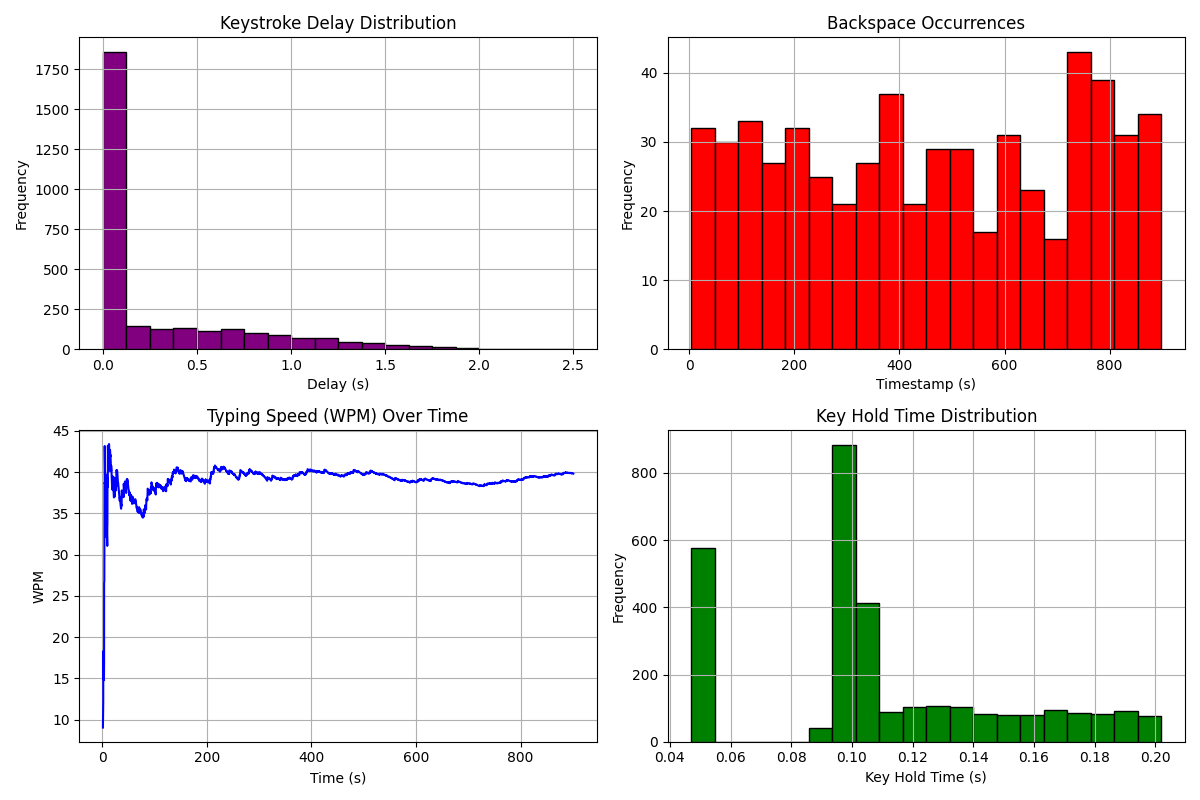 Keystroke Delay Distribution
Frequency
1750
1500
1250
1000
750
500
250
0
0.0 0.5 1.0 1.5 2.0 2.5
Delay (s)
Backspace Occurrences
Frequency
40
30
20
10
0
0 200 400 600 800
Timestamp (s)
Typing Speed (WPM) Over Time
WPM
45
40
35
30
25
20
15
10
0 200 400 600 800
Time (s)
Key Hold Time Distribution
Frequency
800
600
400
200
0
0.04 0.06 0.08 0.10 0.12 0.14 0.16 0.18 0.20
Key Hold Time (s)